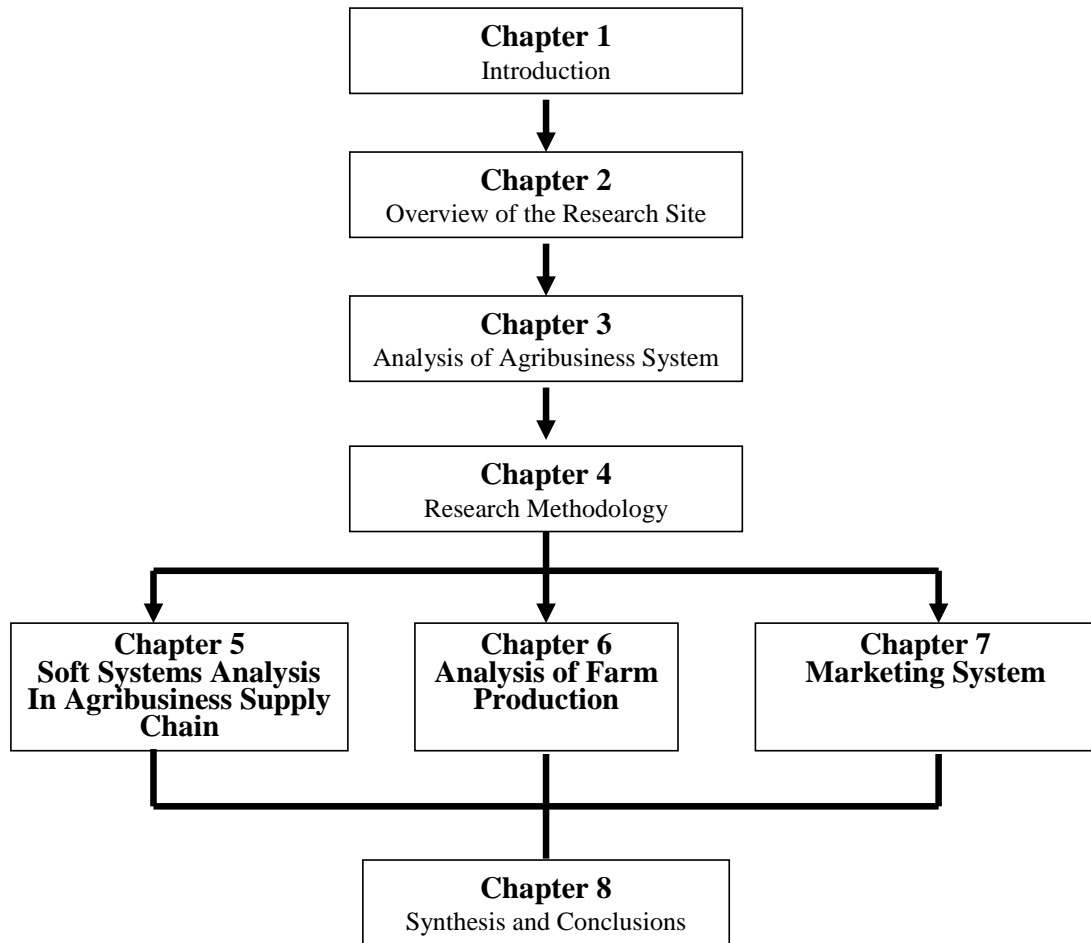 Chapter 1
Introduction
Chapter 2
Overview of the Research Site
Chapter 3
Analysis of Agribusiness System
Chapter 4
Research Methodology
Chapter 5
Soft Systems Analysis
In Agribusiness Supply
Chain
Chapter 6
Analysis of Farm
Production
Chapter 7
Marketing System
Chapter 8
Synthesis and Conclusions